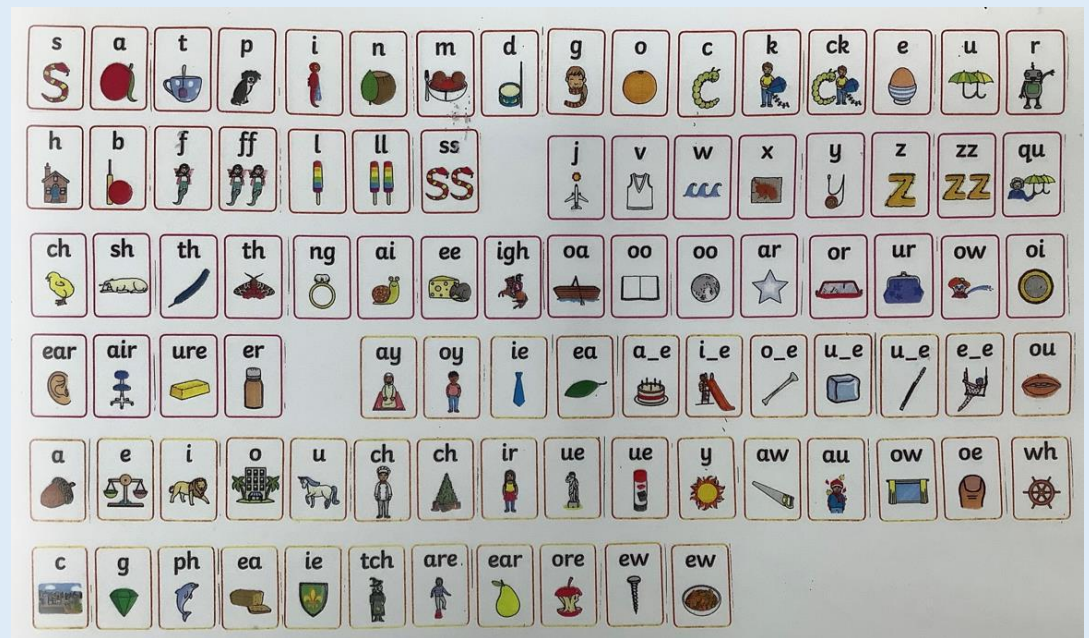 s a t p i n m d g o c k ck e u r
h b f ff l ll ss j v w x y z zz qu
ch sh th th ng ai ee igh oa oo oo ar or ur ow oi
ear air ure er ay oy ie ea a_e i_e o_e u_e u_e e_e ou
a e i o u ch ch ir ue ue y aw au ow oe wh
c g ph ea ie tch are ear ore ew ew